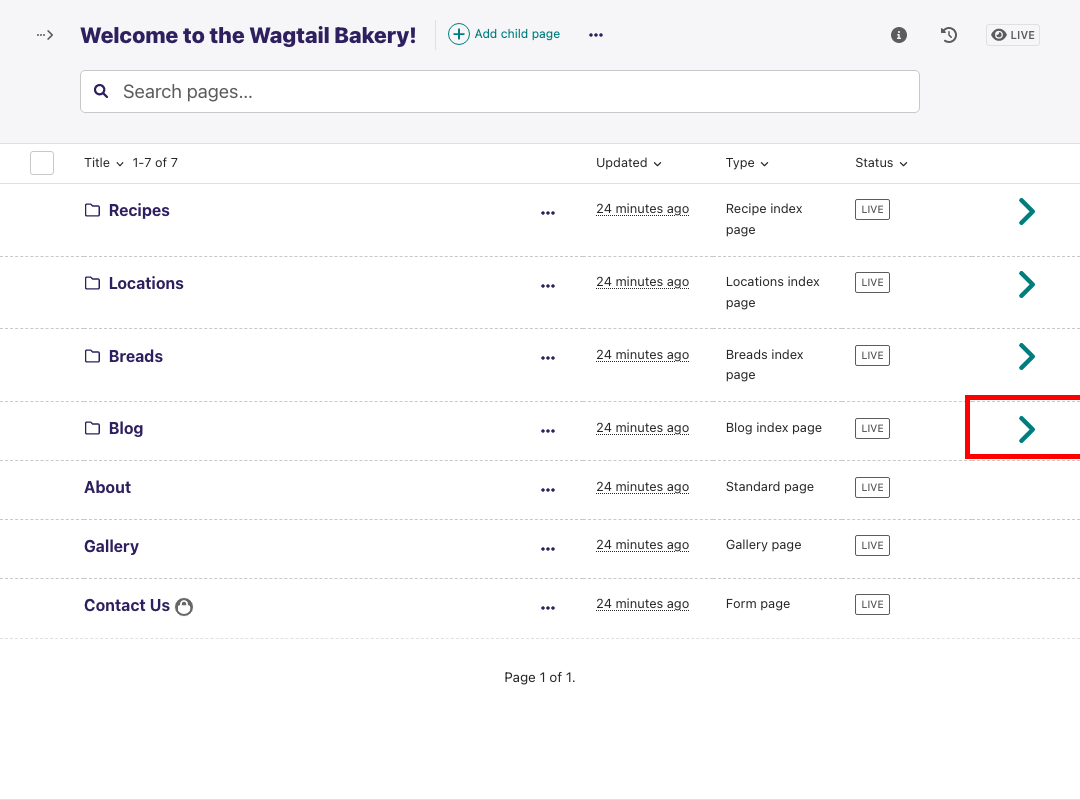 Welcome to the Wagtail Bakery! Add child page LIVE
Search pages…
Title 1-7 of 7 Updated Type Status
Recipes 24 minutes ago Recipe index page LIVE
Locations 24 minutes ago Locations index page LIVE
Breads 24 minutes ago Breads index page LIVE
Blog 24 minutes ago Blog index page LIVE
About 24 minutes ago Standard page LIVE
Gallery 24 minutes ago Gallery page LIVE
Contact Us 24 minutes ago Form page LIVE
Page 1 of 1.